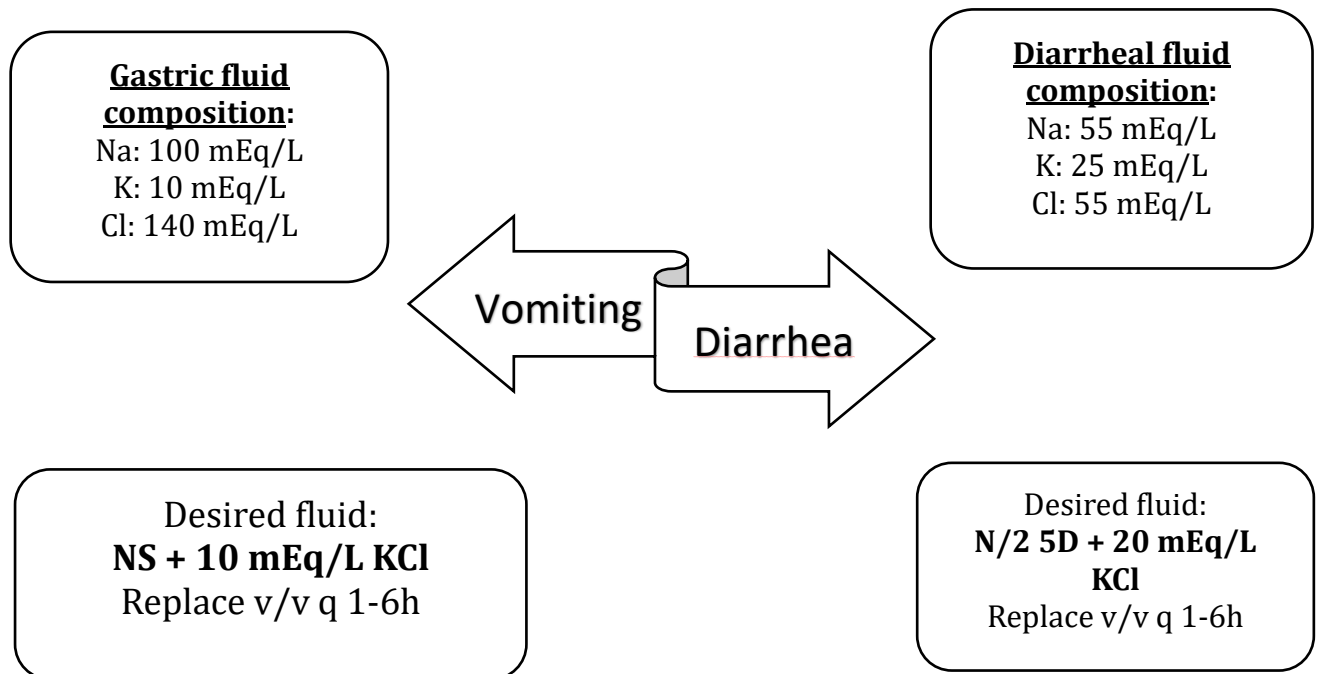 Gastric fluid
composition:
Na: 100 mEq/L
K: 10 mEq/L
Cl: 140 mEq/L
Diarrheal fluid
composition:
Na: 55 mEq/L
K: 25 mEq/L
Cl: 55 mEq/L
Vomiting
Diarrhea
Desired fluid:
NS + 10 mEq/L KCl
Replace v/v q 1-6h
Desired fluid:
N/2 5D + 20 mEq/L
KCl
Replace v/v q 1-6h